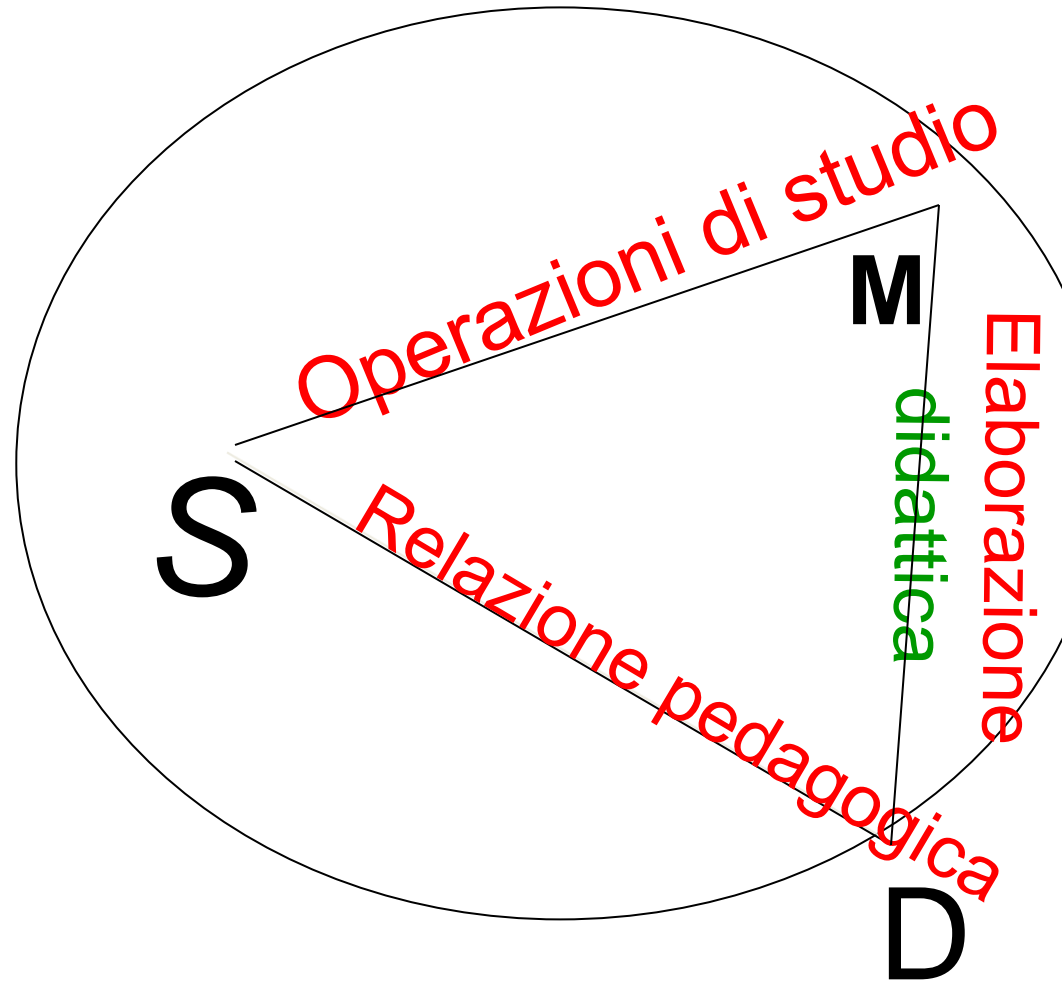 Operazioni di studio
M
Elaborazione
didattica
S
Relazione pedagogica
D